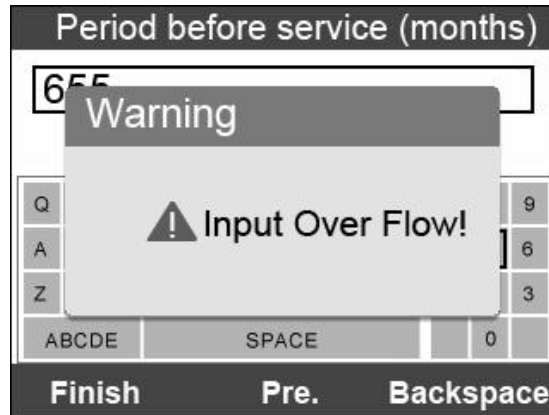 Period before service (months)
655
Warning
Input Over Flow!
Q 9
A 6
Z 3
ABCDE SPACE 0
Finish Pre. Backspace